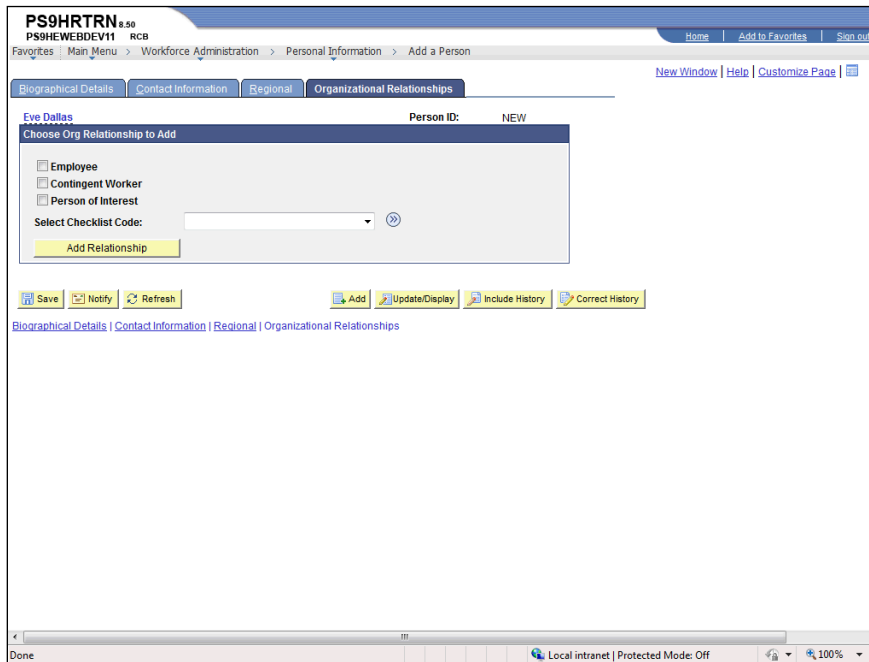 PS9HRTRN 8.50
PS9HEWEBDEV11 RCB
Home | Add to Favorites | Sign out
Favorites Main Menu > Workforce Administration > Personal Information > Add a Person
New Window | Help | Customize Page |
Biographical Details Contact Information Regional Organizational Relationships
Eve Dallas Person ID: NEW
Choose Org Relationship to Add
Employee
Contingent Worker
Person of Interest
Select Checklist Code:
Add Relationship
Save Notify Refresh Add Update/Display Include History Correct History
Biographical Details | Contact Information | Regional | Organizational Relationships
Done Local intranet | Protected Mode: Off 100%